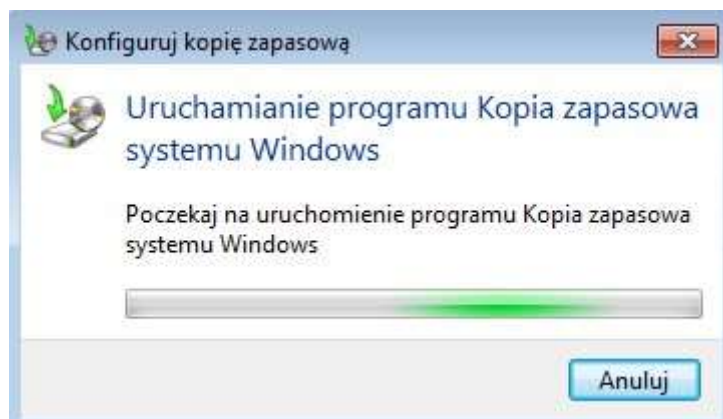 Konfiguruj kopię zapasową
Uruchamianie programu Kopia zapasowa
systemu Windows
Poczekaj na uruchomienie programu Kopia zapasowa
systemu Windows
Anuluj